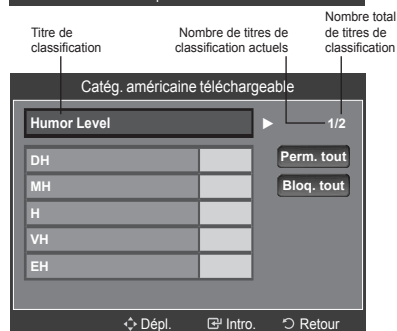 Titre de
classification
Nombre de titres de
classification actuels
Nombre total
de titres de
classification
Catég. américaine téléchargeable
Humor Level
► 1/2
DH
MH
H
VH
EH
Perm. tout
Bloq. tout
Dépl. Intro. Retour